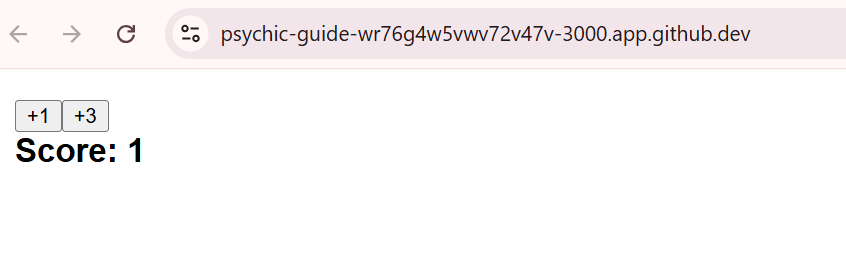 psychic-guide-wr76g4w5vwv72v47v-3000.app.github.dev
+1 +3
Score: 1